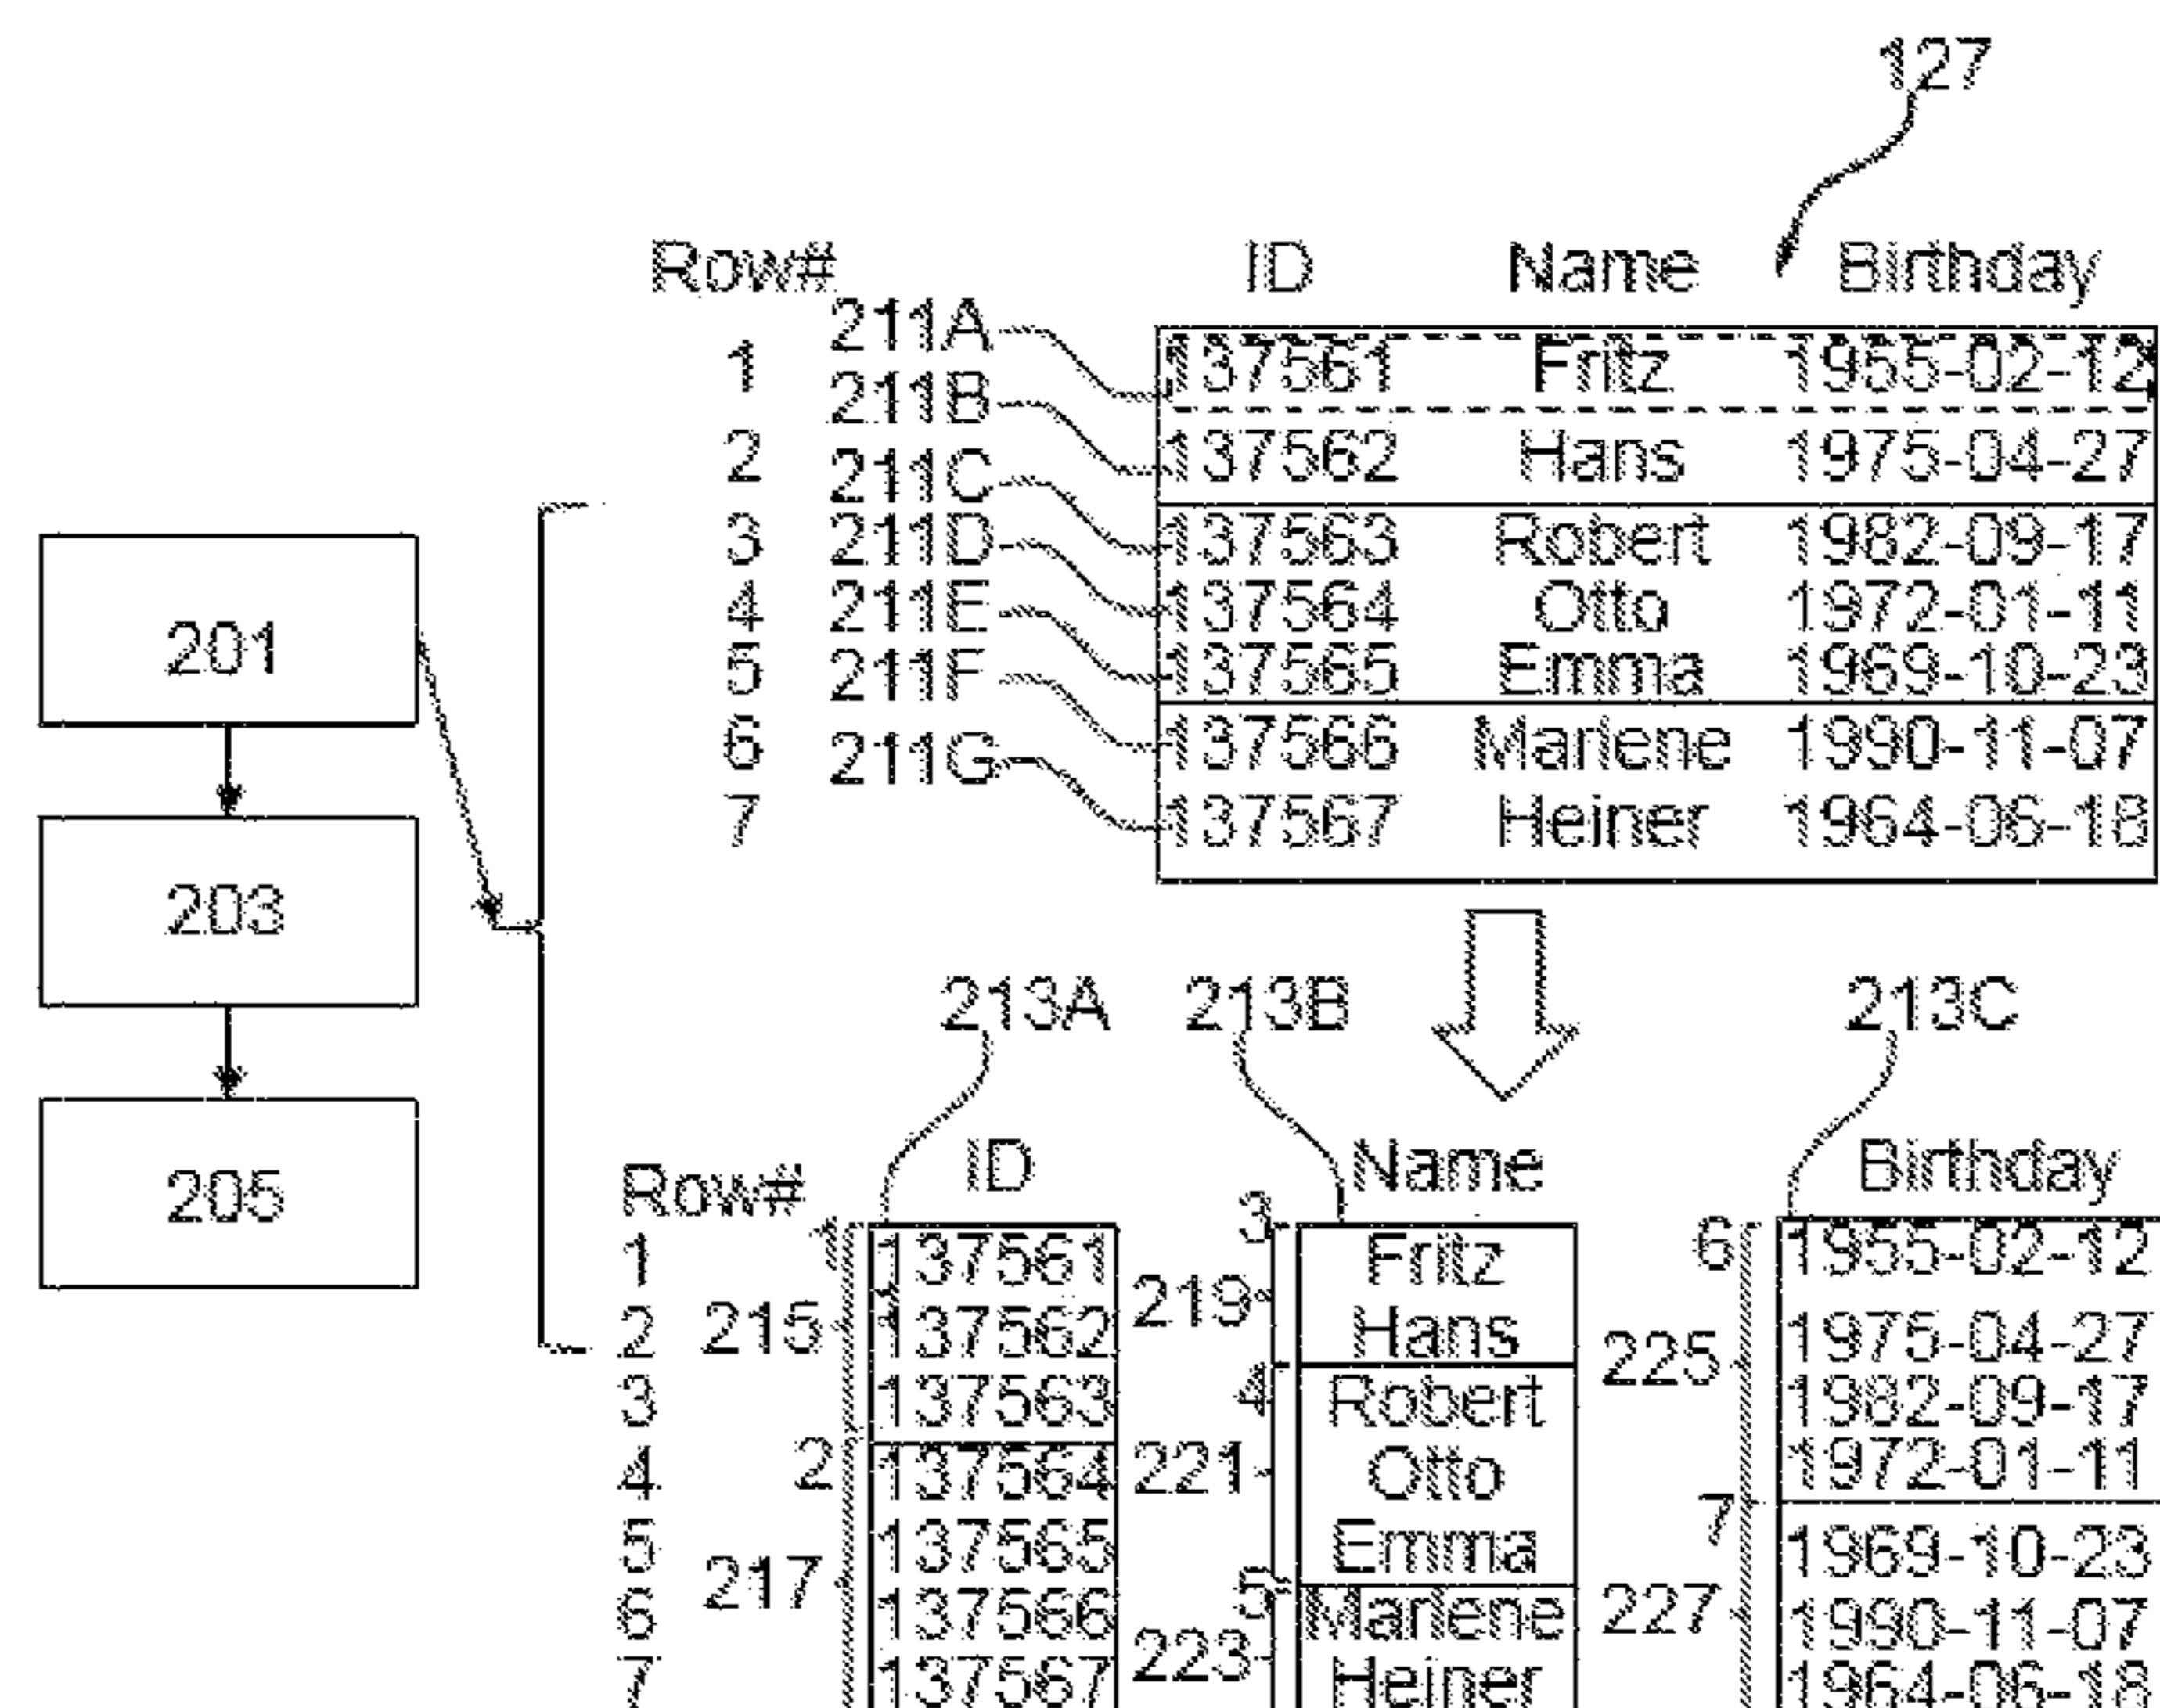 127
Row# ID Name Birthday
211A
1 137561 Fritz 1955-02-12
211B
2 137562 Hans 1975-04-27
211C
3 211D 137563 Robert 1982-09-17
4 211E 137564 Otto 1972-01-11
5 211F 137565 Emma 1969-10-23
6 211G 137566 Marlene 1990-11-07
7 137567 Heiner 1964-06-18
201
203
205
213A 213B 213C
Row# ID Name Birthday
1 1 137561 3 Fritz 6 1955-02-12
2 215 137562 219 Hans 225 1975-04-27
3 137563 4 Robert 1982-09-17
4 2 137564 221 Otto 1972-01-11
5 137565 Emma 7 1969-10-23
6 217 137566 5 Marlene 227 1990-11-07
7 137567 223 Heiner 1964-06-18